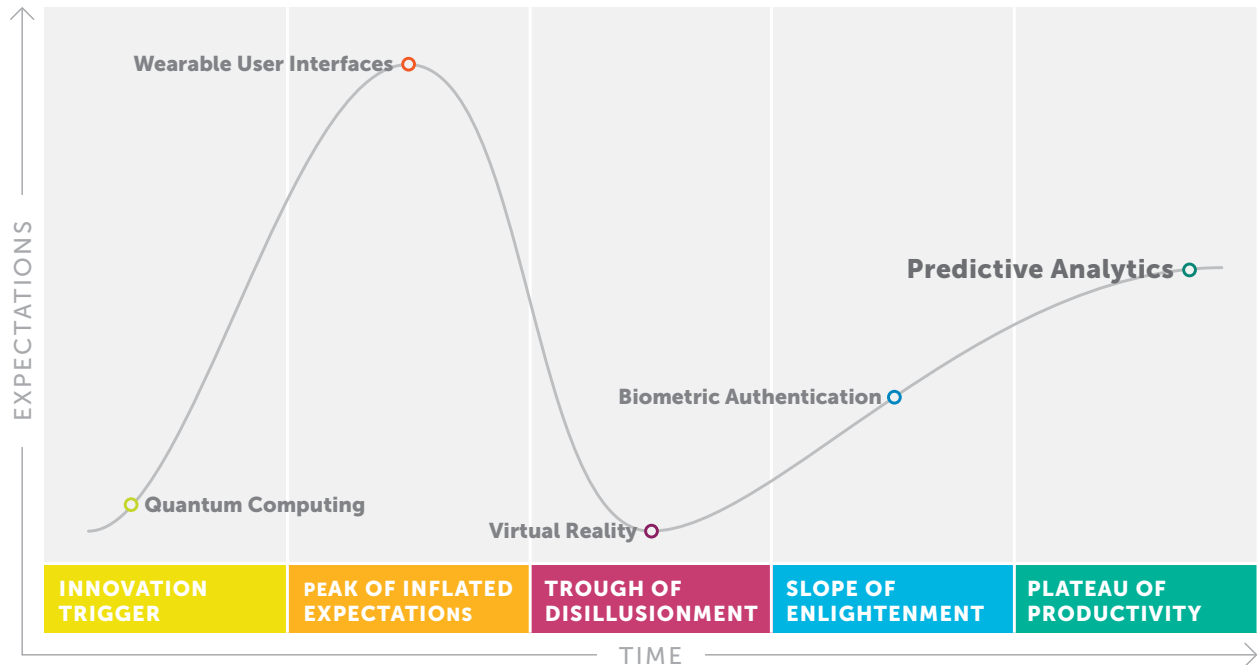 Wearable User Interfaces
EXPECTATIONS
Predictive Analytics
Biometric Authentication
Quantum Computing
Virtual Reality
INNOVATION
TRIGGER
PEAK OF INFLATED
EXPECTATIONS
TROUGH OF
DISILLUSIONMENT
SLOPE OF
ENLIGHTENMENT
PLATEAU OF
PRODUCTIVITY
TIME